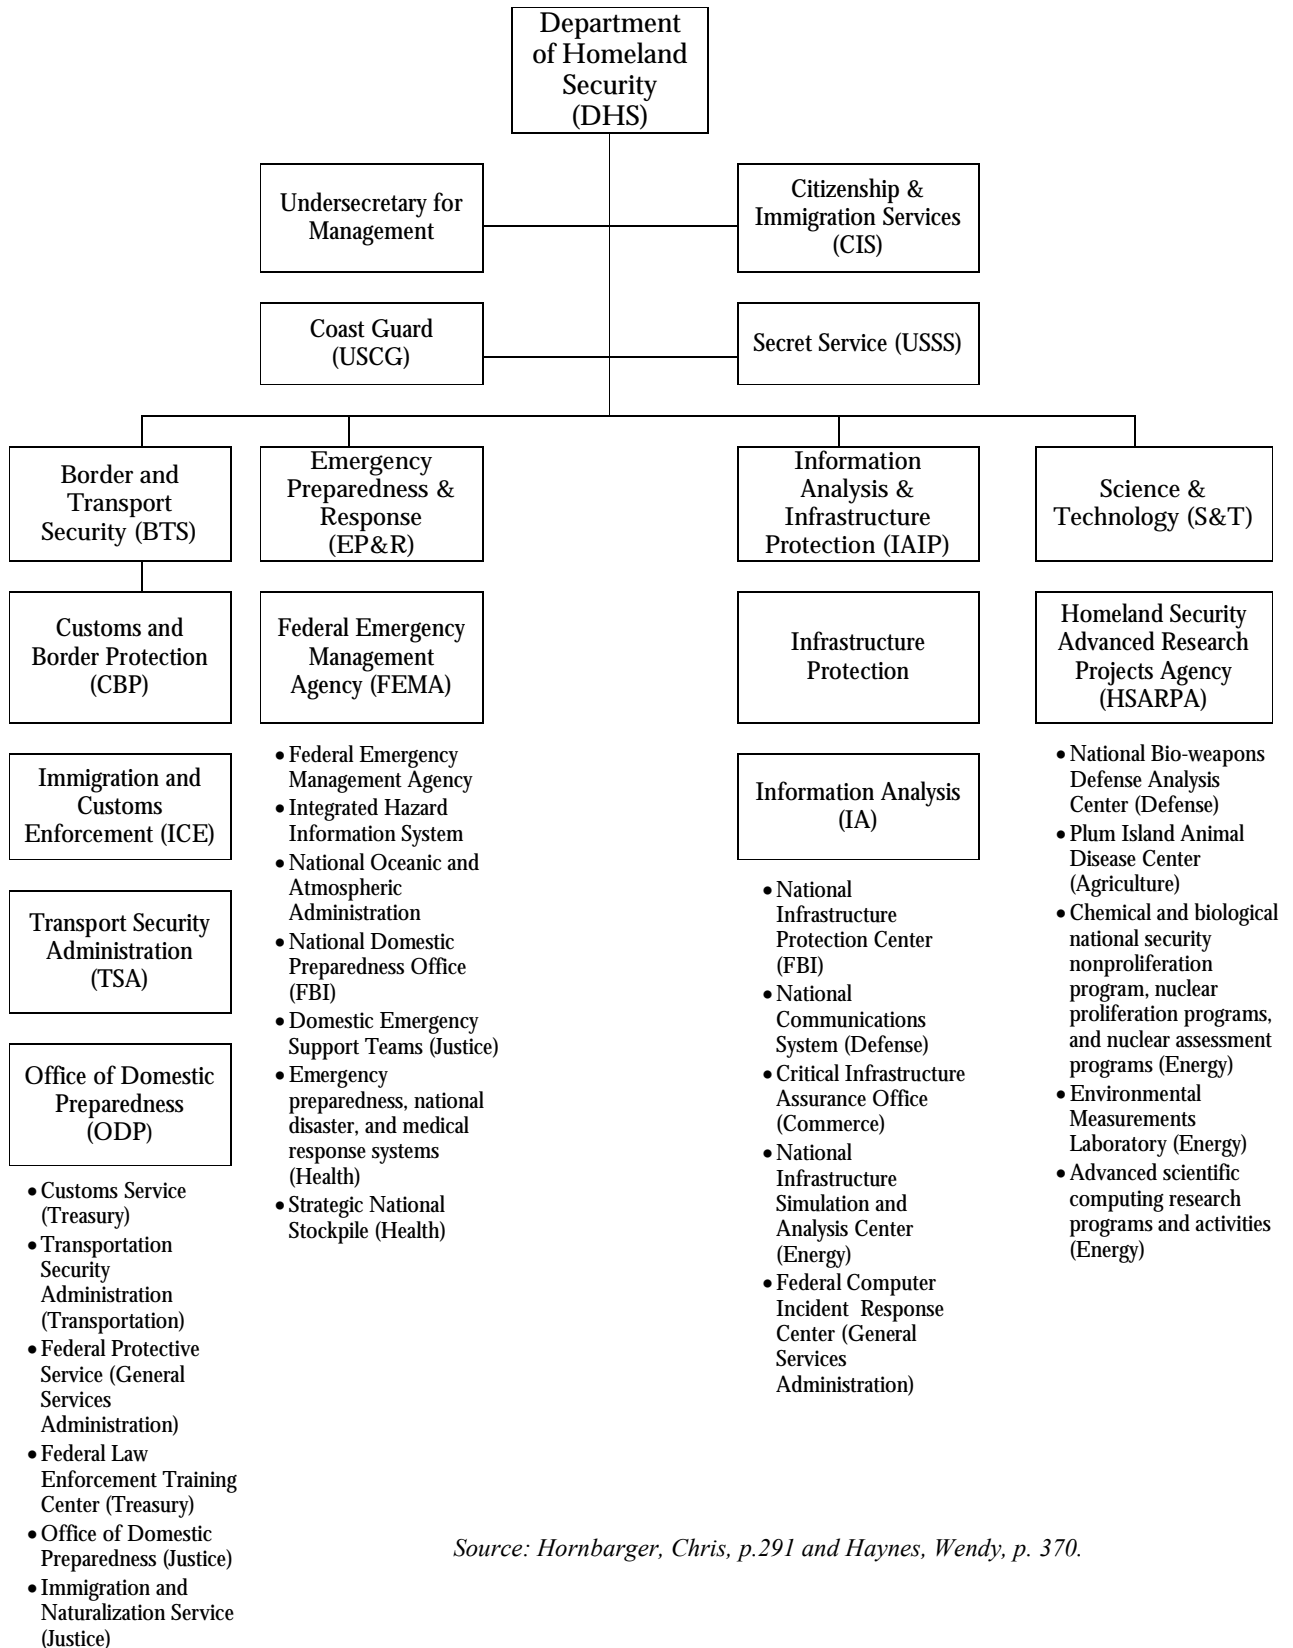 Department
of Homeland
Security
(DHS)
Undersecretary for
Management
Citizenship &
Immigration Services
(CIS)
Coast Guard
(USCG)
Secret Service (USSS)
Border and
Transport
Security (BTS)
Emergency
Preparedness &
Response
(EP&R)
Information
Analysis &
Infrastructure
Protection (IAIP)
Science &
Technology (S&T)
Customs and
Border Protection
(CBP)
Federal Emergency
Management
Agency (FEMA)
Infrastructure
Protection
Homeland Security
Advanced Research
Projects Agency
(HSARPA)
Immigration and
Customs
Enforcement (ICE)
Transport Security
Administration
(TSA)
Office of Domestic
Preparedness
(ODP)
• Customs Service
(Treasury)
• Transportation
Security
Administration
(Transportation)
• Federal Protective
Service (General
Services
Administration)
• Federal Law
Enforcement Training
Center (Treasury)
• Office of Domestic
Preparedness (Justice)
• Immigration and
Naturalization Service
(Justice)
• Federal Emergency
Management Agency
• Integrated Hazard
Information System
• National Oceanic and
Atmospheric
Administration
• National Domestic
Preparedness Office
(FBI)
• Domestic Emergency
Support Teams (Justice)
• Emergency
preparedness, national
disaster, and medical
response systems
(Health)
• Strategic National
Stockpile (Health)
Information Analysis
(IA)
• National
Infrastructure
Protection Center
(FBI)
• National
Communications
System (Defense)
• Critical Infrastructure
Assurance Office
(Commerce)
• National
Infrastructure
Simulation and
Analysis Center
(Energy)
• Federal Computer
Incident Response
Center (General
Services
Administration)
• National Bio-weapons
Defense Analysis
Center (Defense)
• Plum Island Animal
Disease Center
(Agriculture)
• Chemical and biological
national security
nonproliferation
program, nuclear
proliferation programs,
and nuclear assessment
programs (Energy)
• Environmental
Measurements
Laboratory (Energy)
• Advanced scientific
computing research
programs and activities
(Energy)
Source: Hornbarger, Chris, p.291 and Haynes, Wendy, p. 370.